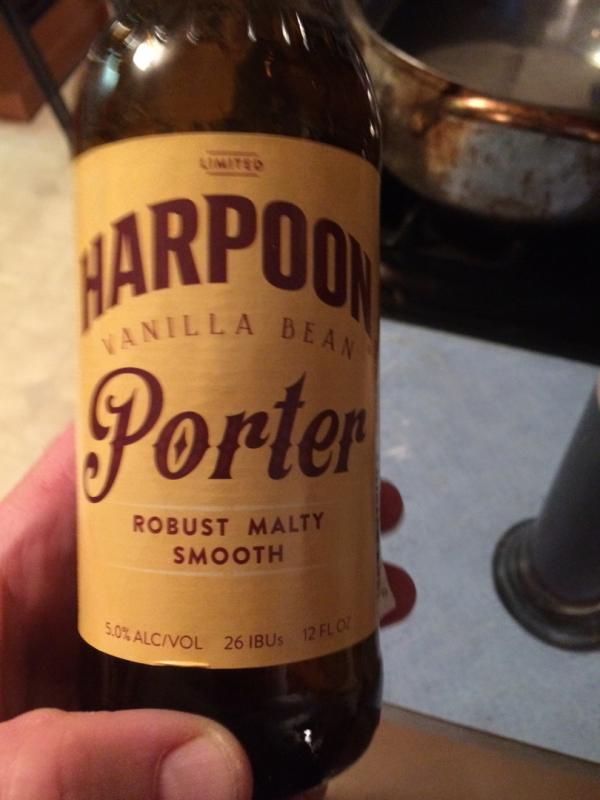 LIMITED
HARPOON
VANILLA BEAN
Porter
ROBUST MALTY
SMOOTH
5.0% ALC/VOL 26 IBUs 12 FL OZ